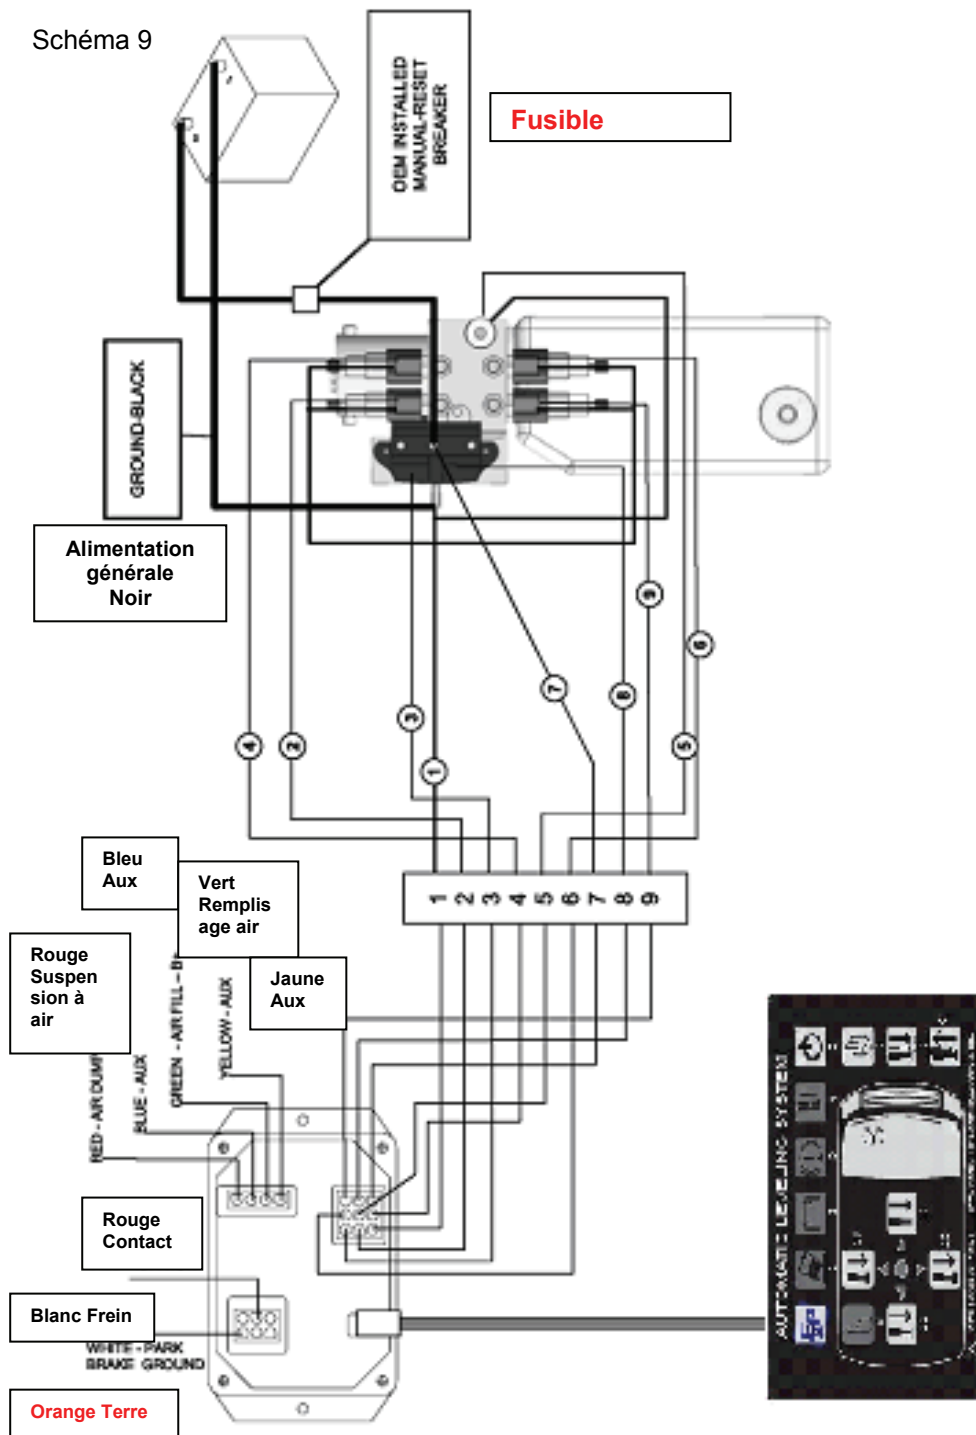 Schéma 9
OEM INSTALLED
MANUAL-RESET
BREAKER
Fusible
GROUND-BLACK
Alimentation
générale
Noir
4
2
3
1
7
8
9
6
5
Bleu
Aux
Vert
Remplis
age air
Rouge
Suspen
sion à
air
Jaune
Aux
1 2 3 4 5 6 7 8 9
RED - AIR DUMP
BLUE - AUX
GREEN - AIR FILL - B+
YELLOW - AUX
Rouge
Contact
Blanc Frein
WHITE - PARK
BRAKE GROUND
Orange Terre
AUTOMATIC LEVELING SYSTEM